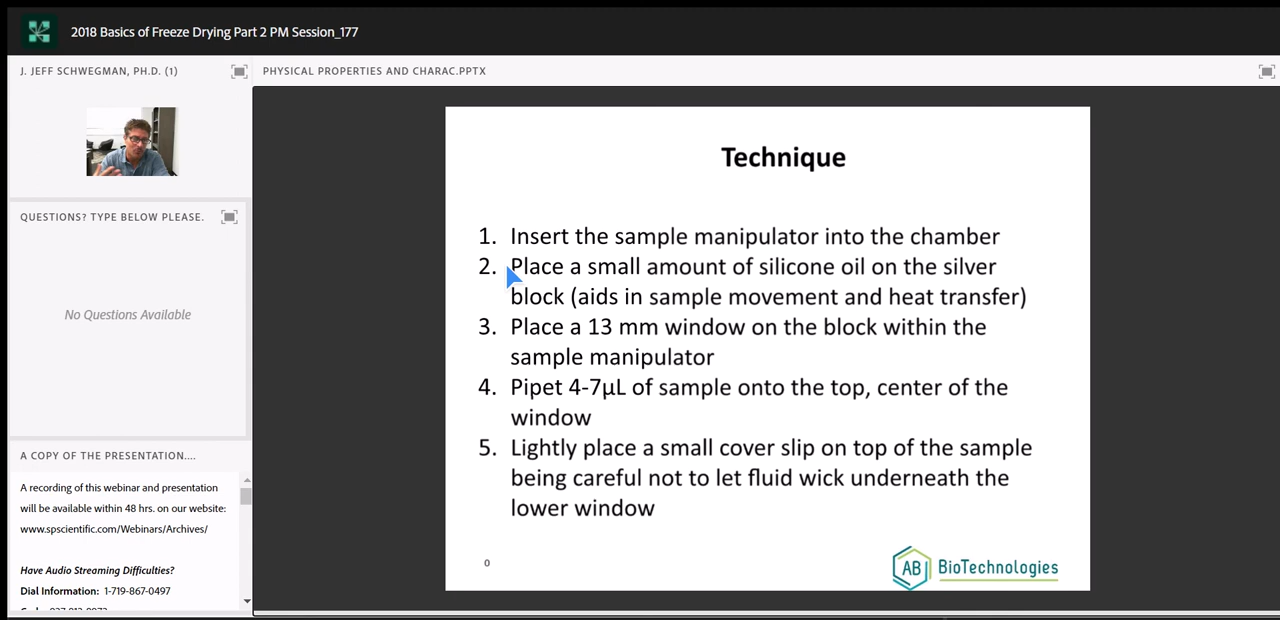 2018 Basics of Freeze Drying Part 2 PM Session_177
J. JEFF SCHWEGMAN, PH.D. (1)
PHYSICAL PROPERTIES AND CHARAC.PPTX
QUESTIONS? TYPE BELOW PLEASE.
No Questions Available
A COPY OF THE PRESENTATION....
A recording of this webinar and presentation
will be available within 48 hrs. on our website:
www.spscientific.com/Webinars/Archives/
Have Audio Streaming Difficulties?
Dial Information: 1-719-867-0497
Technique
1. Insert the sample manipulator into the chamber
2. Place a small amount of silicone oil on the silver
block (aids in sample movement and heat transfer)
3. Place a 13 mm window on the block within the
sample manipulator
4. Pipet 4-7µL of sample onto the top, center of the
window
5. Lightly place a small cover slip on top of the sample
being careful not to let fluid wick underneath the
lower window
0
AB BioTechnologies